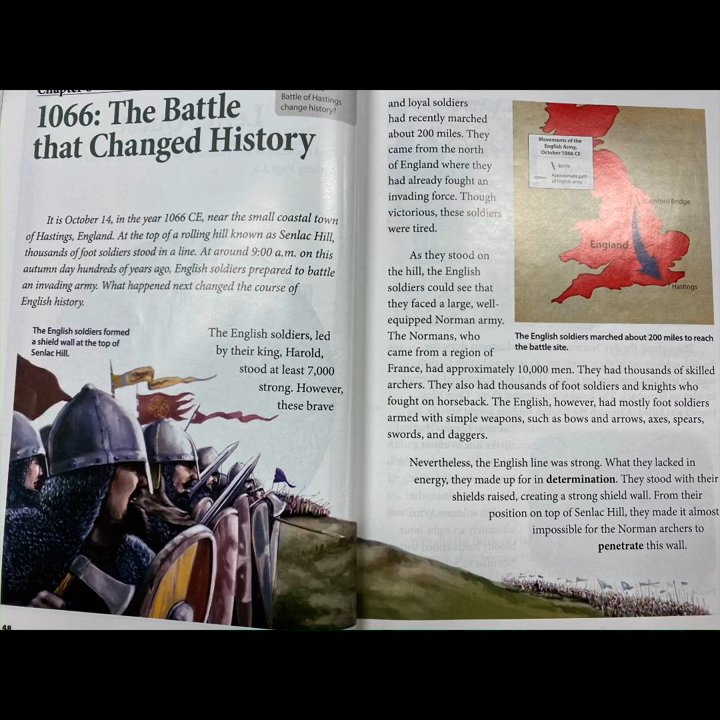 Battle of Hastings
change history?
1066: The Battle
that Changed History
It is October 14, in the year 1066 CE, near the small coastal town
of Hastings, England. At the top of a rolling hill known as Senlac Hill,
thousands of foot soldiers stood in a line. At around 9:00 a.m. on this
autumn day hundreds of years ago, English soldiers prepared to battle
an invading army. What happened next changed the course of
English history.
The English soldiers formed
a shield wall at the top of
Senlac Hill.
The English soldiers, led
by their king, Harold,
stood at least 7,000
strong. However,
these brave
48
and loyal soldiers
had recently marched
about 200 miles. They
came from the north
of England where they
had already fought an
invading force. Though
victorious, these soldiers
were tired.
As they stood on
the hill, the English
soldiers could see that
they faced a large, well-
equipped Norman army.
The Normans, who
came from a region of
France, had approximately 10,000 men. They had thousands of skilled
archers. They also had thousands of foot soldiers and knights who
fought on horseback. The English, however, had mostly foot soldiers
armed with simple weapons, such as bows and arrows, axes, spears,
swords, and daggers.
Movements of the
English Army,
October 1066 CE
Battle
Approximate path
of English army
Stamford Bridge
England
Hastings
The English soldiers marched about 200 miles to reach
the battle site.
Nevertheless, the English line was strong. What they lacked in
energy, they made up for in determination. They stood with their
shields raised, creating a strong shield wall. From their
position on top of Senlac Hill, they made it almost
impossible for the Norman archers to
penetrate this wall.